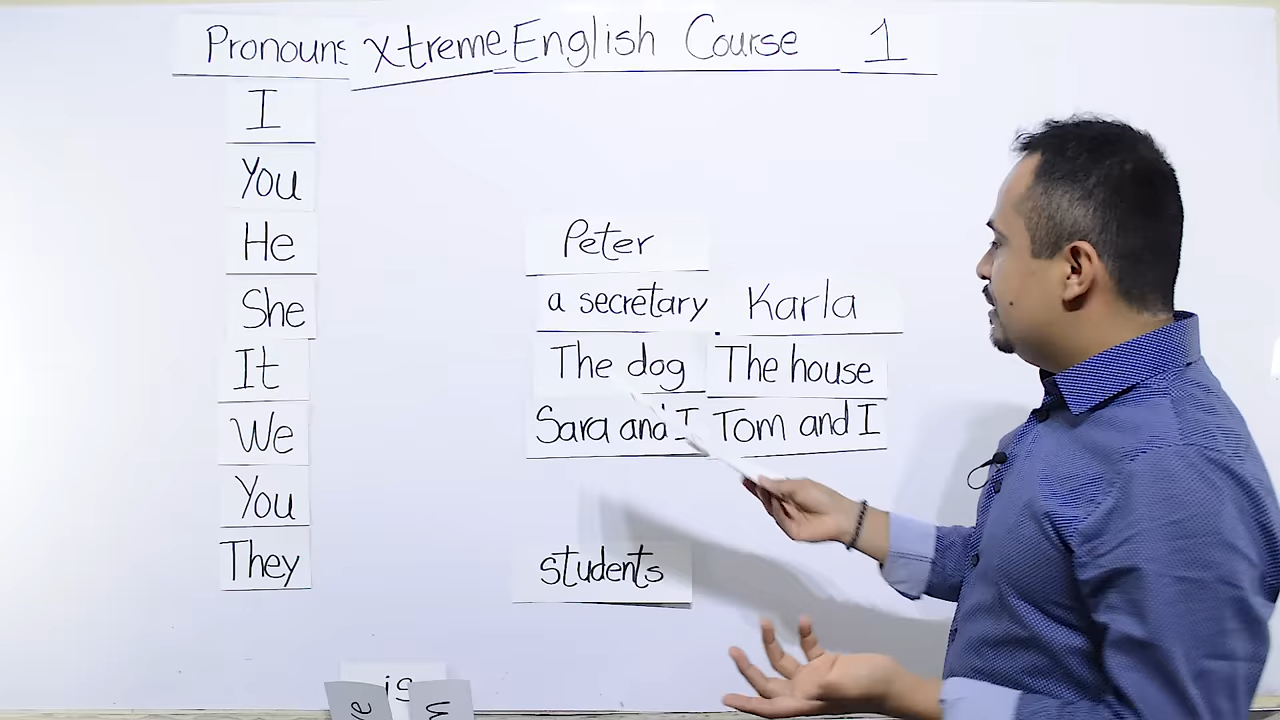 Pronouns Xtreme English Course 1
I
You
He Peter
She a secretary Karla
It The dog The house
We Sara and I Tom and I
You
They students
is